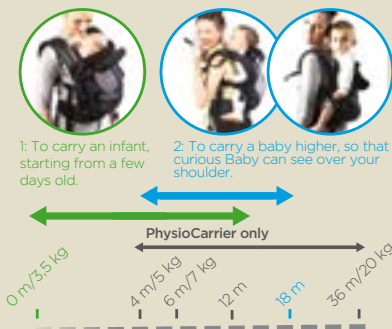 1: To carry an infant,
starting from a few
days old.
2: To carry a baby higher, so that
curious Baby can see over your
shoulder.
PhysioCarrier only
0 m/3.5 kg
4 m/5 kg
6 m/7 kg
12 m
18 m
36 m/20 kg